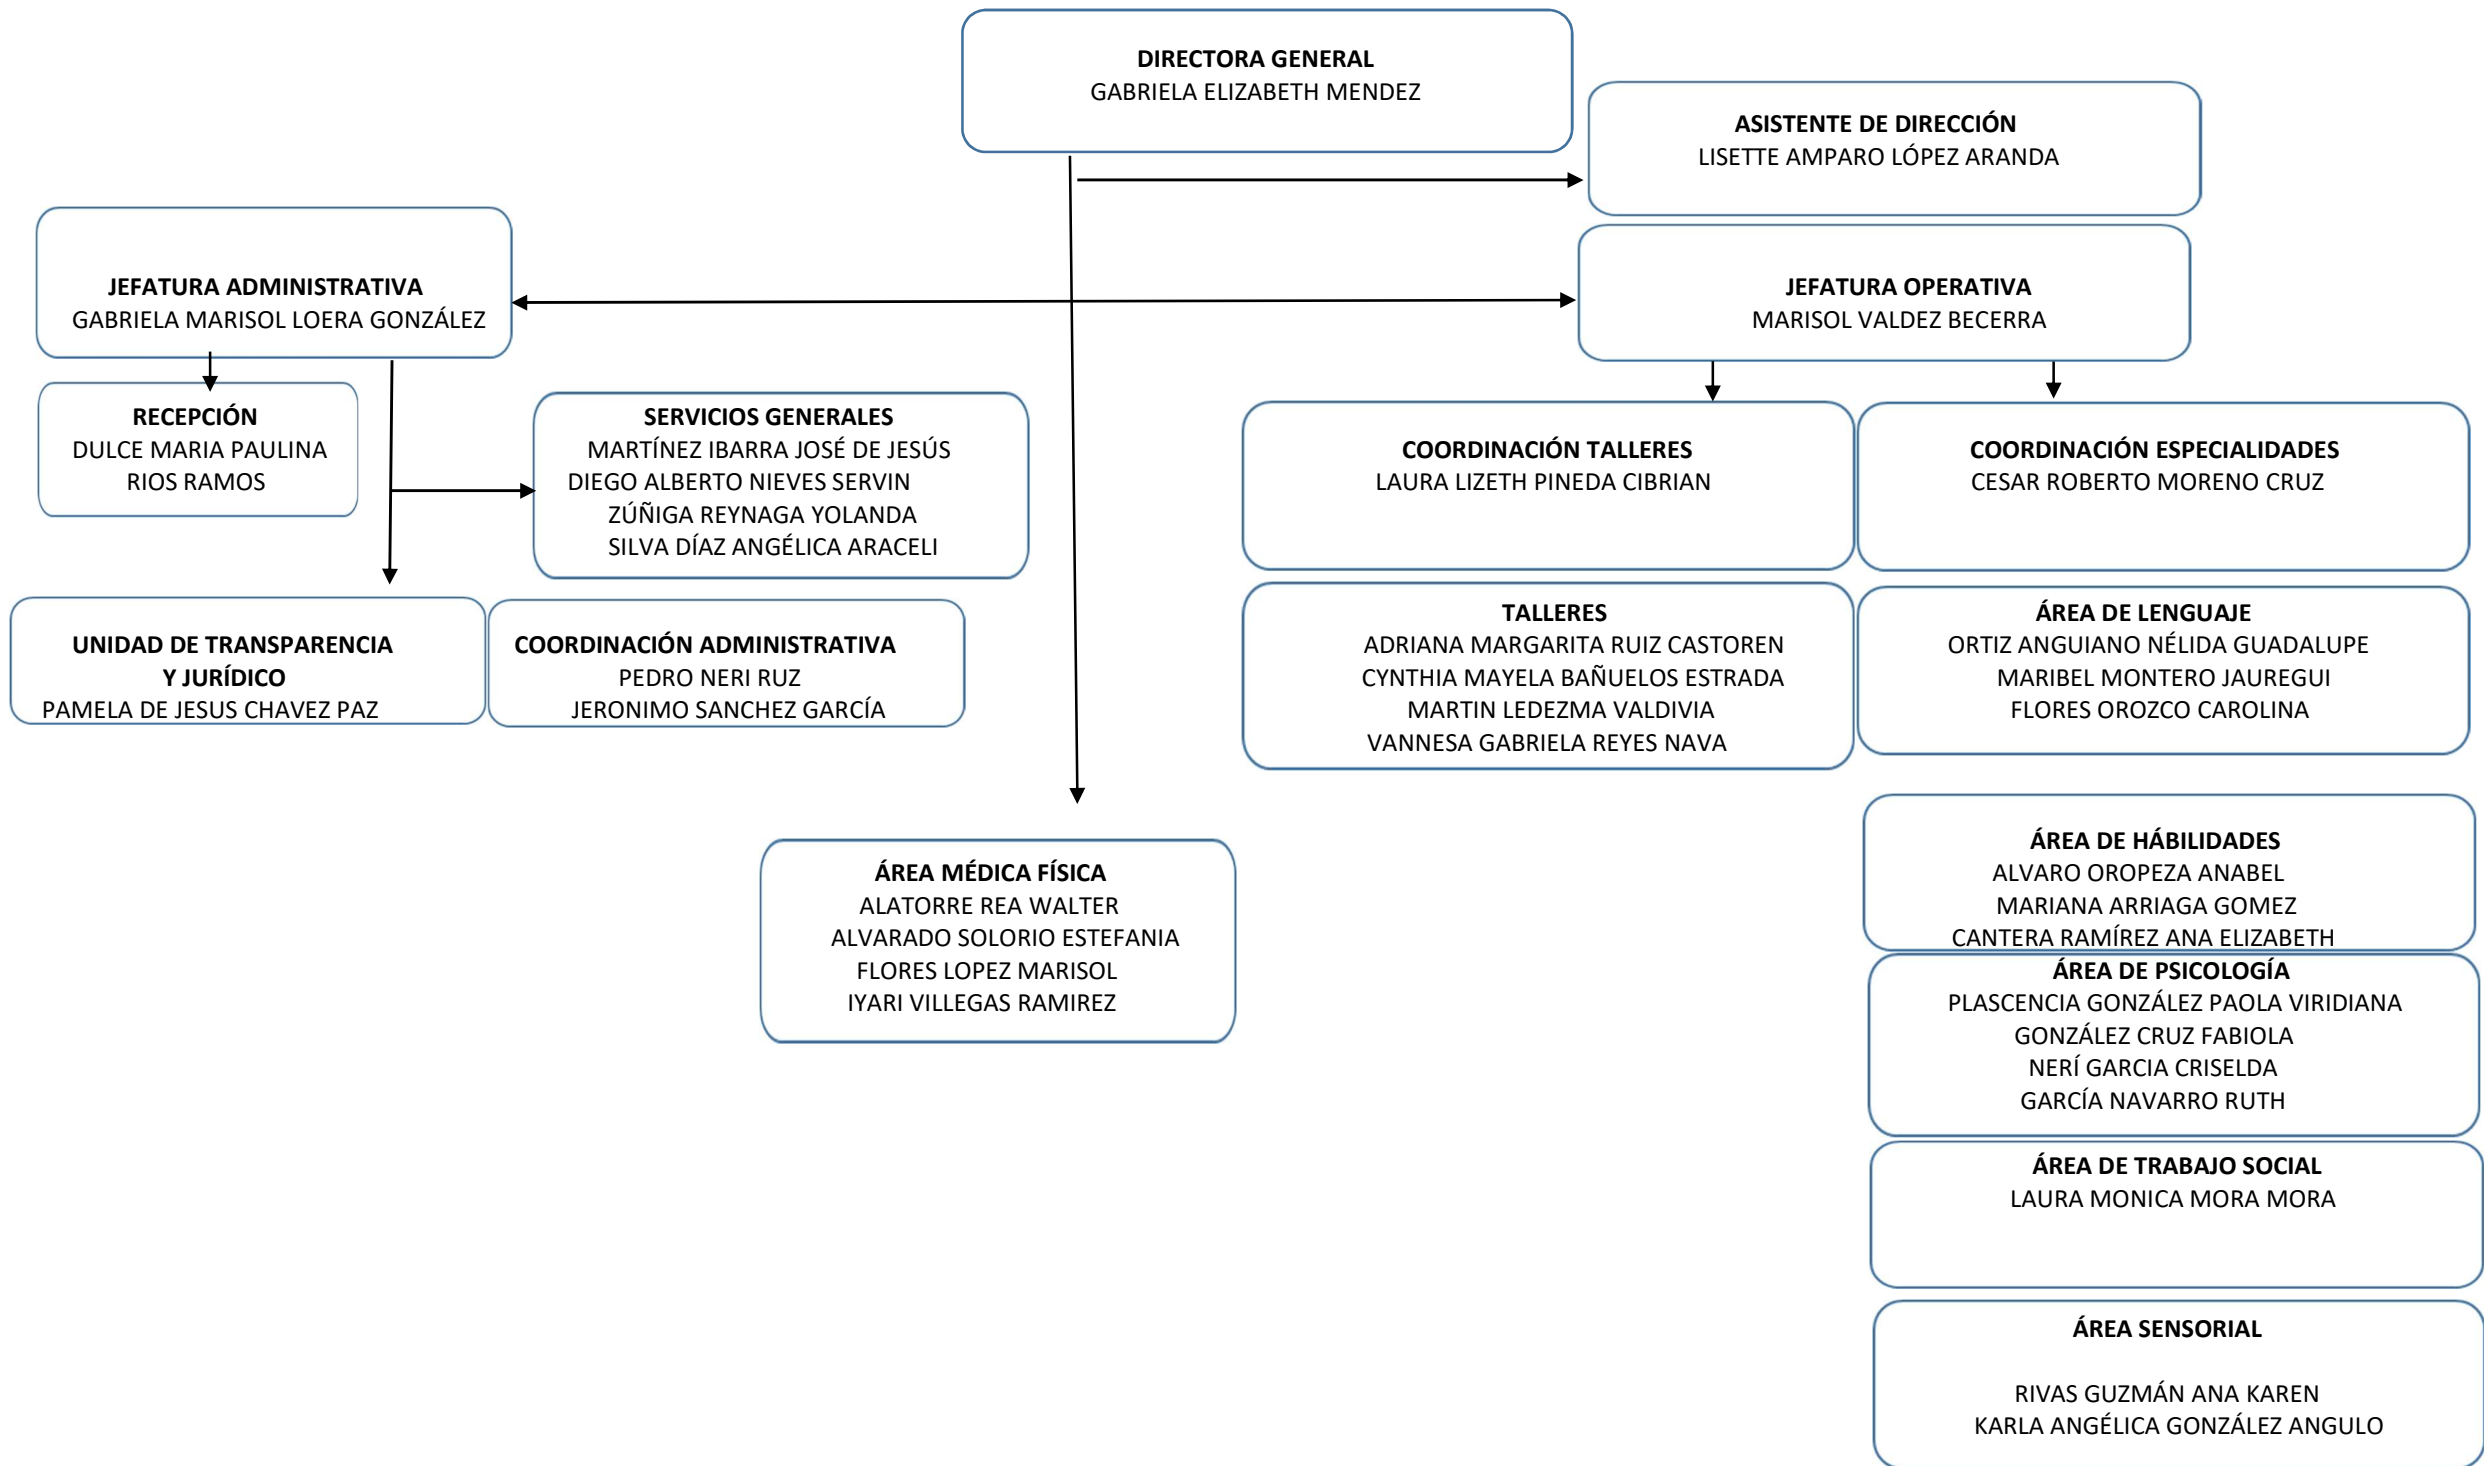 DIRECTORA GENERAL
GABRIELA ELIZABETH MENDEZ
ASISTENTE DE DIRECCIÓN
LISETTE AMPARO LÓPEZ ARANDA
JEFATURA ADMINISTRATIVA
GABRIELA MARISOL LOERA GONZÁLEZ
JEFATURA OPERATIVA
MARISOL VALDEZ BECERRA
RECEPCIÓN
DULCE MARIA PAULINA
RIOS RAMOS
SERVICIOS GENERALES
MARTÍNEZ IBARRA JOSÉ DE JESÚS
DIEGO ALBERTO NIEVES SERVIN
ZÚÑIGA REYNAGA YOLANDA
SILVA DÍAZ ANGÉLICA ARACELI
COORDINACIÓN TALLERES
LAURA LIZETH PINEDA CIBRIAN
COORDINACIÓN ESPECIALIDADES
CESAR ROBERTO MORENO CRUZ
UNIDAD DE TRANSPARENCIA
Y JURÍDICO
PAMELA DE JESUS CHAVEZ PAZ
COORDINACIÓN ADMINISTRATIVA
PEDRO NERI RUZ
JERONIMO SANCHEZ GARCÍA
TALLERES
ADRIANA MARGARITA RUIZ CASTOREN
CYNTHIA MAYELA BAÑUELOS ESTRADA
MARTIN LEDEZMA VALDIVIA
VANNESA GABRIELA REYES NAVA
ÁREA DE LENGUAJE
ORTIZ ANGUIANO NÉLIDA GUADALUPE
MARIBEL MONTERO JAUREGUI
FLORES OROZCO CAROLINA
ÁREA MÉDICA FÍSICA
ALATORRE REA WALTER
ALVARADO SOLORIO ESTEFANIA
FLORES LOPEZ MARISOL
IYARI VILLEGAS RAMIREZ
ÁREA DE HÁBILIDADES
ALVARO OROPEZA ANABEL
MARIANA ARRIAGA GOMEZ
CANTERA RAMÍREZ ANA ELIZABETH
ÁREA DE PSICOLOGÍA
PLASCENCIA GONZÁLEZ PAOLA VIRIDIANA
GONZÁLEZ CRUZ FABIOLA
NERÍ GARCIA CRISELDA
GARCÍA NAVARRO RUTH
ÁREA DE TRABAJO SOCIAL
LAURA MONICA MORA MORA
ÁREA SENSORIAL
RIVAS GUZMÁN ANA KAREN
KARLA ANGÉLICA GONZÁLEZ ANGULO